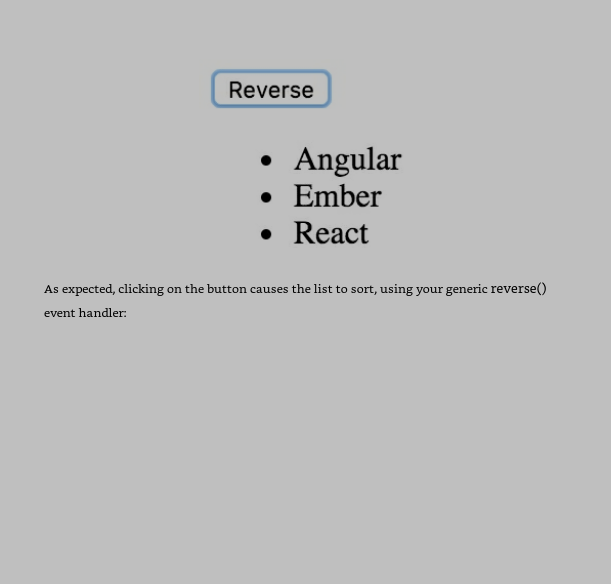 Reverse
• Angular
• Ember
• React
As expected, clicking on the button causes the list to sort, using your generic reverse()
event handler: